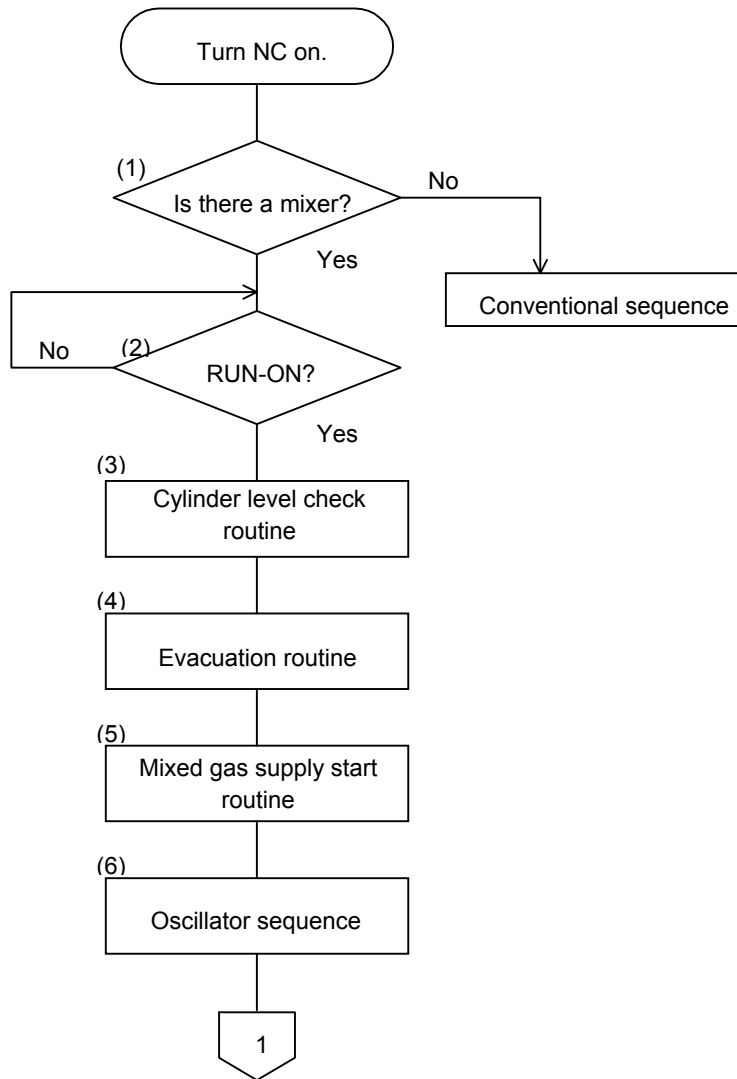 Turn NC on.
(1)
Is there a mixer?
No
Yes
Conventional sequence
No
(2)
RUN-ON?
Yes
(3)
Cylinder level check
routine
(4)
Evacuation routine
(5)
Mixed gas supply start
routine
(6)
Oscillator sequence
1